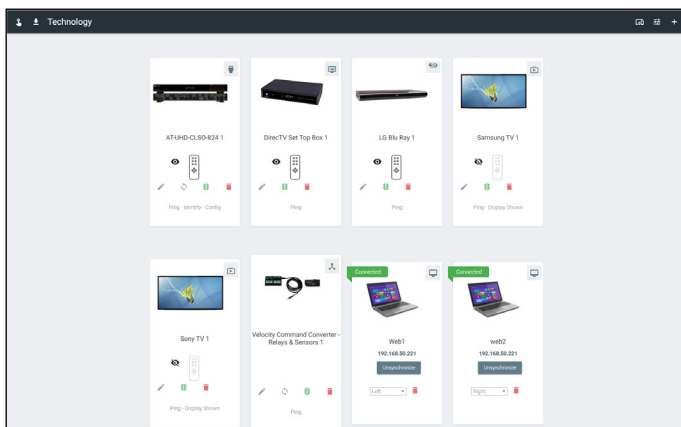 Technology
AT-UHD-CLSO-824 1
DirecTV Set Top Box 1
LG Blu Ray 1
Samsung TV 1
Ping - Identify - Config
Ping
Ping
Ping - Display Shown
Connected
Connected
Sony TV 1
Velocity Command Converter -
Relays & Sensors 1
Web1
web2
192.168.50.221
192.168.50.221
Unsynchronize
Unsynchronize
Left
Right
Ping - Display Shown
Ping